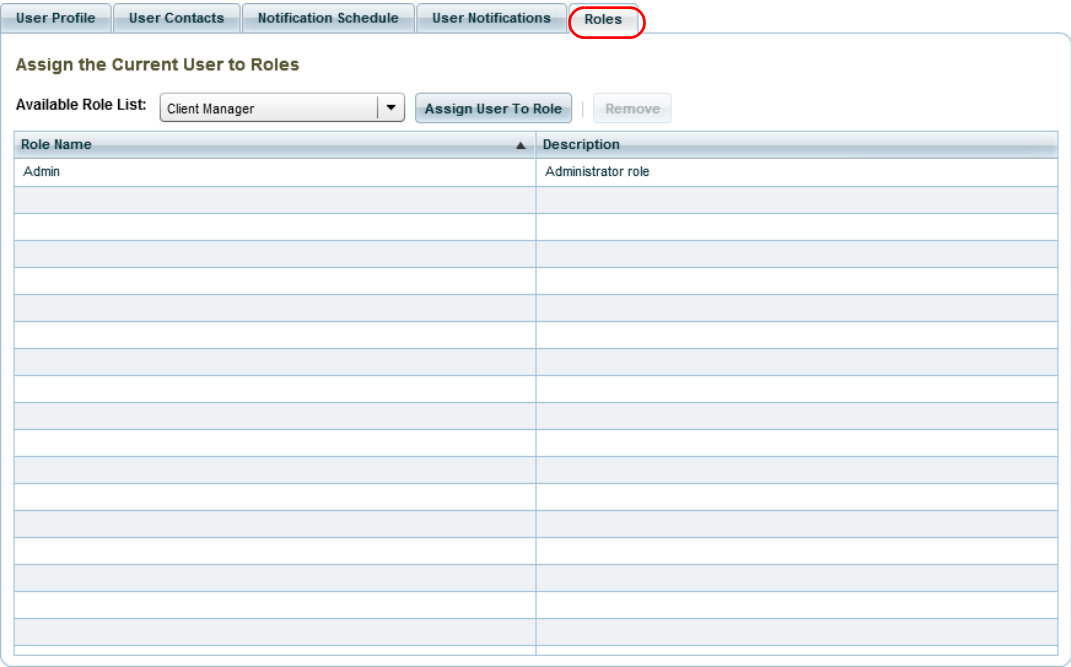 User Profile User Contacts Notification Schedule User Notifications Roles
Assign the Current User to Roles
Available Role List: Client Manager Assign User To Role Remove
Role Name Description
Admin Administrator role